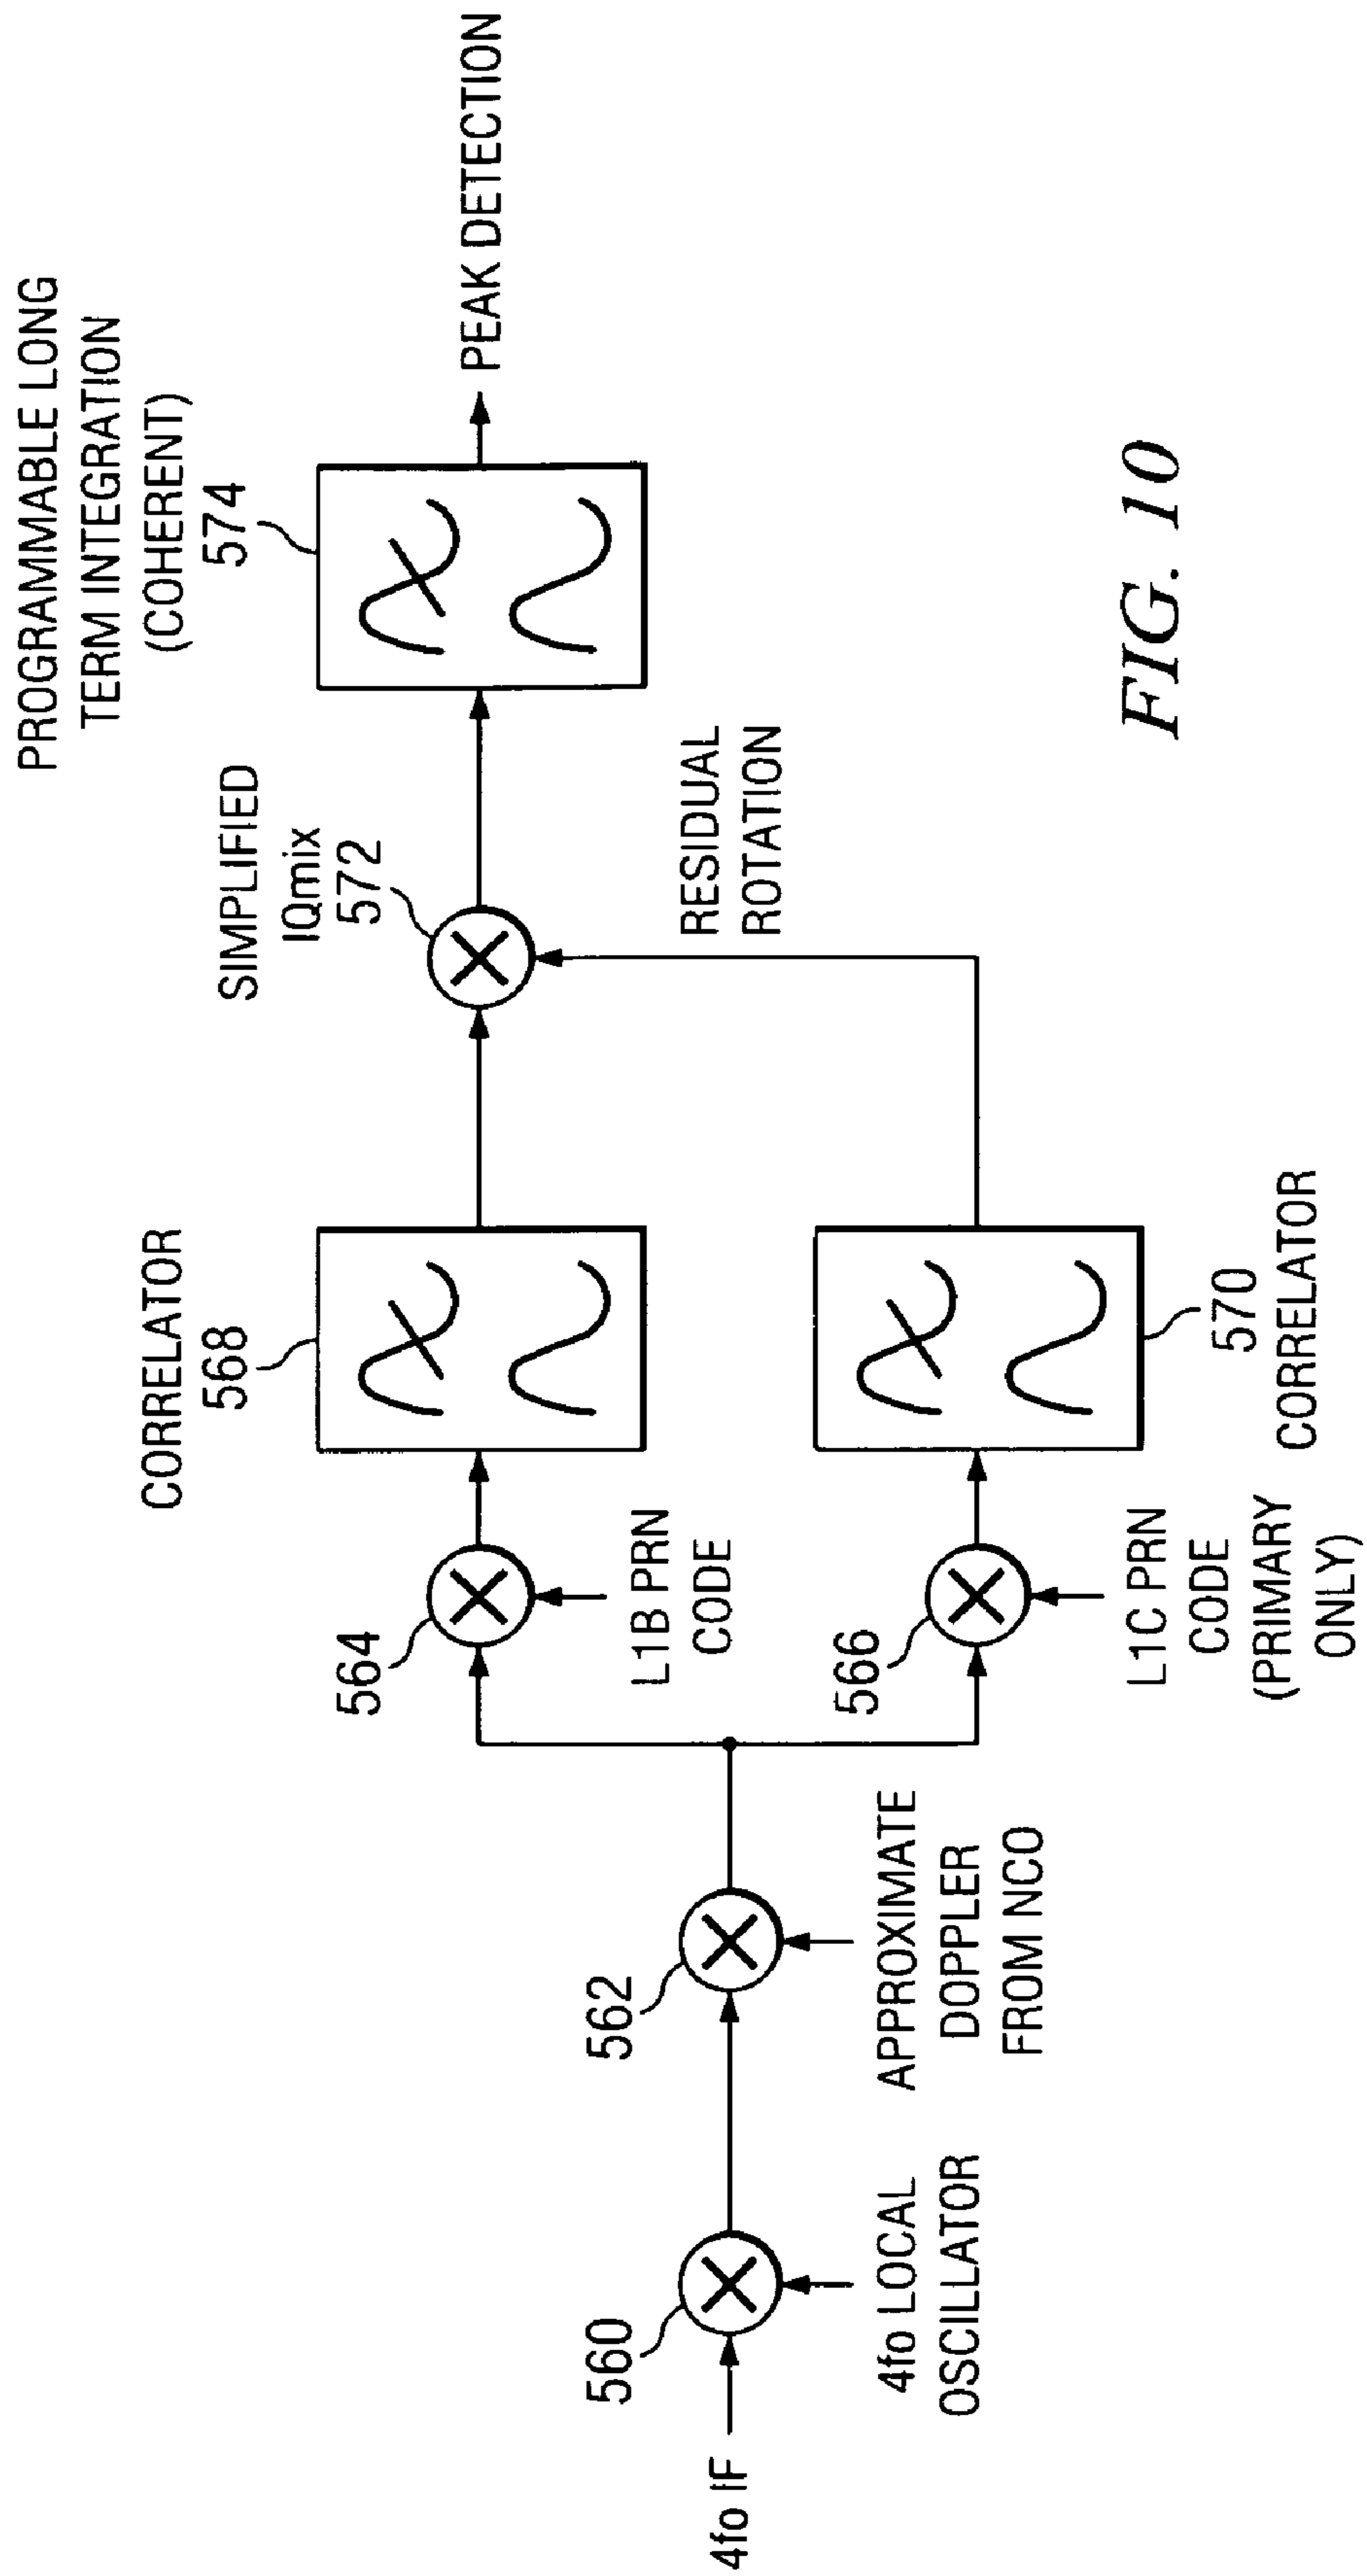 4fo IF
560
4fo LOCAL
OSCILLATOR
562
APPROXIMATE
DOPPLER
FROM NCO
564
L1B PRN
CODE
566
L1C PRN
CODE
(PRIMARY
ONLY)
CORRELATOR
568
570
CORRELATOR
SIMPLIFIED
IQmix
572
RESIDUAL
ROTATION
PROGRAMMABLE LONG
TERM INTEGRATION
(COHERENT)
574
PEAK DETECTION
FIG. 10